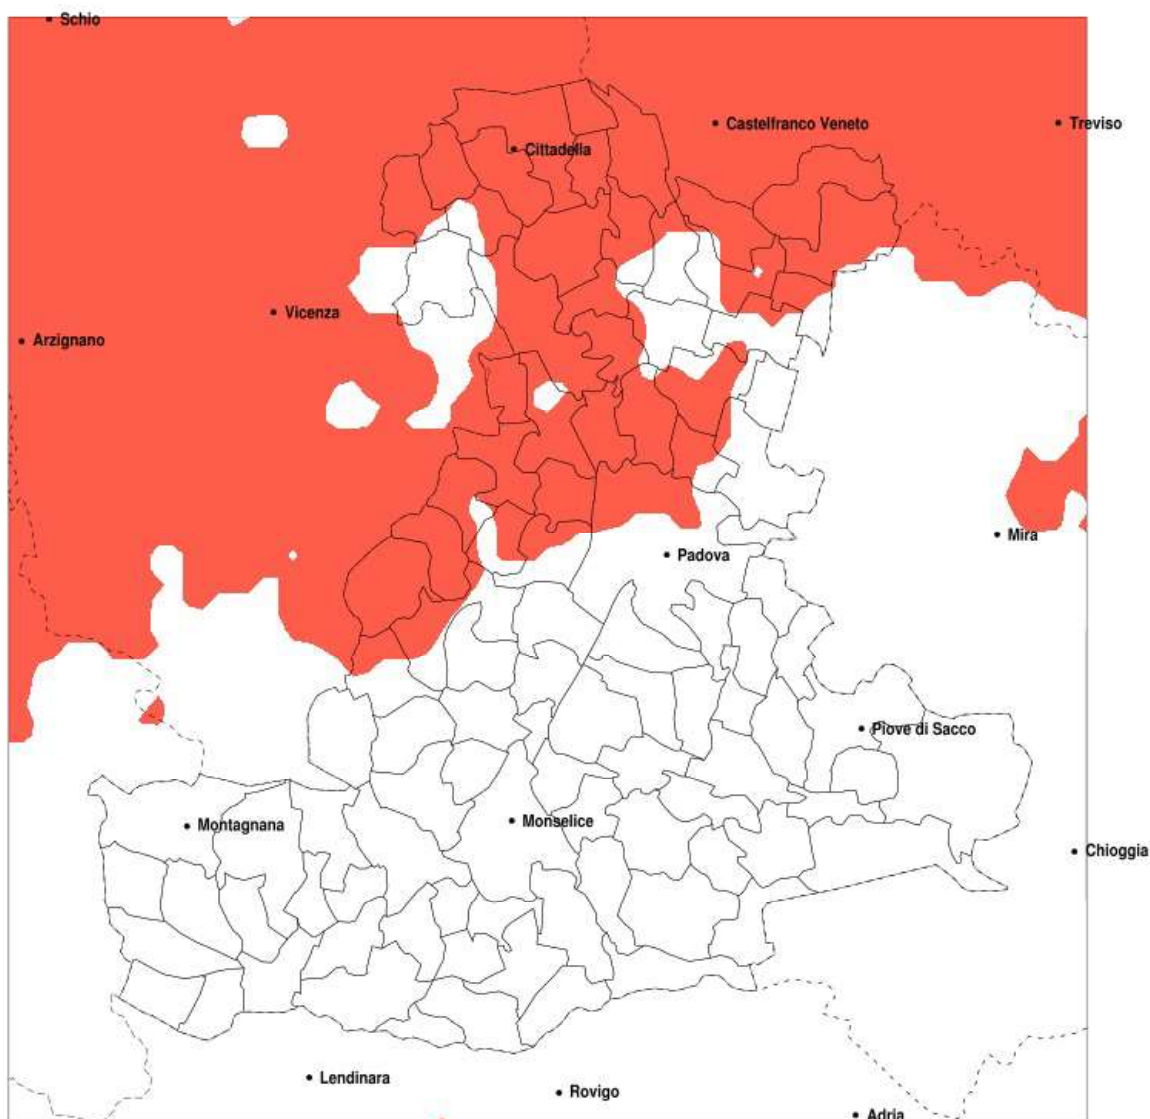 Schio
Castelfranco Veneto
Treviso
Cittadella
Vicenza
Arzignano
Mira
Padova
Piove di Sacco
Monselice
Montagnana
Chioggia
Lendinara
Rovigo
Adria